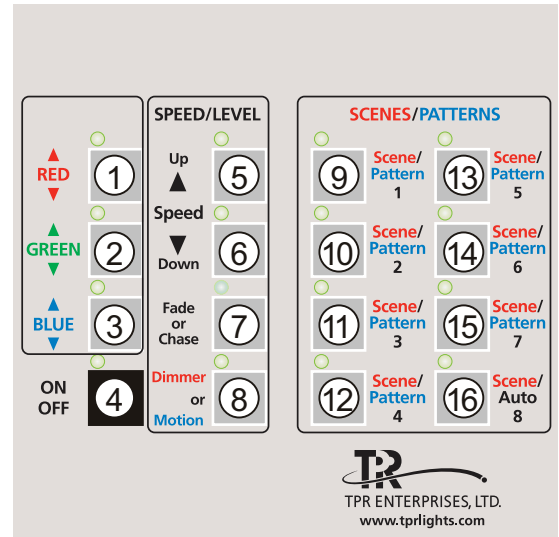 RED
1
GREEN
2
BLUE
3
ON
OFF
4
SPEED/LEVEL
Up
5
Speed
6
Down
Fade
or
Chase
7
Dimmer
or
Motion
8
SCENES/PATTERNS
9
Scene/
Pattern
1
10
Scene/
Pattern
2
11
Scene/
Pattern
3
12
Scene/
Pattern
4
13
Scene/
Pattern
5
14
Scene/
Pattern
6
15
Scene/
Pattern
7
16
Scene/
Auto
8
TPR
TPR ENTERPRISES, LTD.
www.tprlights.com